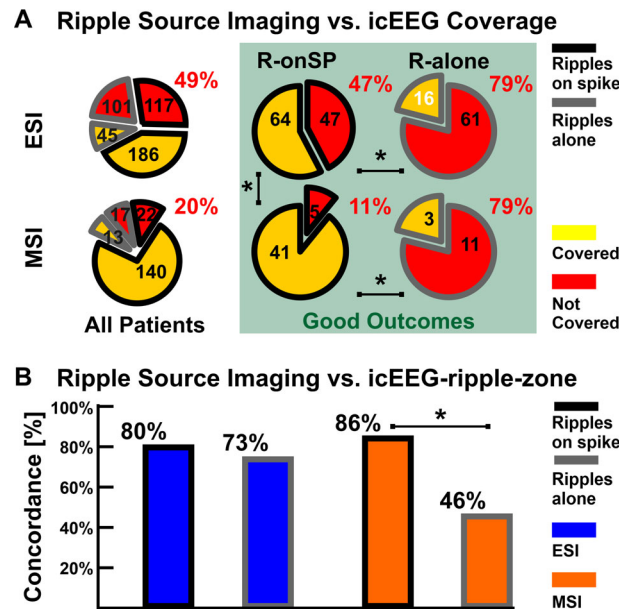 A Ripple Source Imaging vs. icEEG Coverage
R-onSP R-alone
Ripples
on spike
Ripples
alone
ESI
49%
101 117
45
186
47%
64 47
79%
16
61
*
*
MSI
20%
17 22
13
140
11%
5
41
79%
3
11
*
Covered
Not
Covered
All Patients
Good Outcomes
B Ripple Source Imaging vs. icEEG-ripple-zone
Concordance [%]
100%
80%
60%
40%
20%
80%
73%
86%
*
46%
Ripples
on spike
Ripples
alone
ESI
MSI